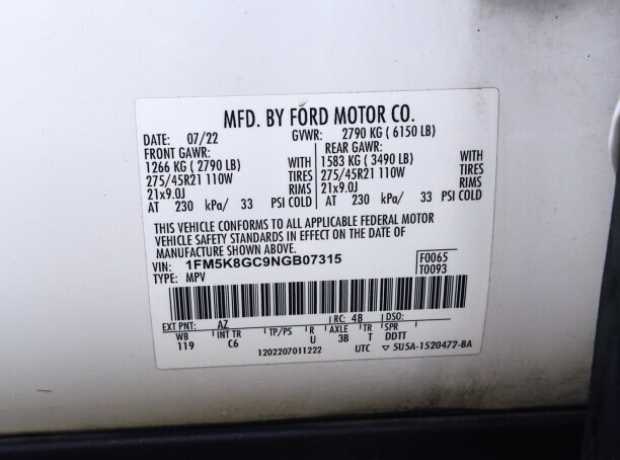 MFD. BY FORD MOTOR CO.
DATE: 07/22 GVWR: 2790 KG ( 6150 LB)
FRONT GAWR: REAR GAWR:
1266 KG ( 2790 LB) WITH 1583 KG ( 3490 LB) WITH
275/45R21 110W TIRES 275/45R21 110W TIRES
21x9.0J RIMS 21x9.0J RIMS
AT 230 kPa/ 33 PSI COLD AT 230 kPa/ 33 PSI COLD
THIS VEHICLE CONFORMS TO ALL APPLICABLE FEDERAL MOTOR
VEHICLE SAFETY STANDARDS IN EFFECT ON THE DATE OF
MANUFACTURE SHOWN ABOVE.
VIN: 1FM5K8GC9NGB07315 F0065
TYPE: MPV T0093
EXT PNT: AZ RC: 4B DSO:
WB INT TR TP/PS R AXLE TR SPR
119 C6 U 3B T DDTT
1202207011222 UTC 5U5A-1520472-BA